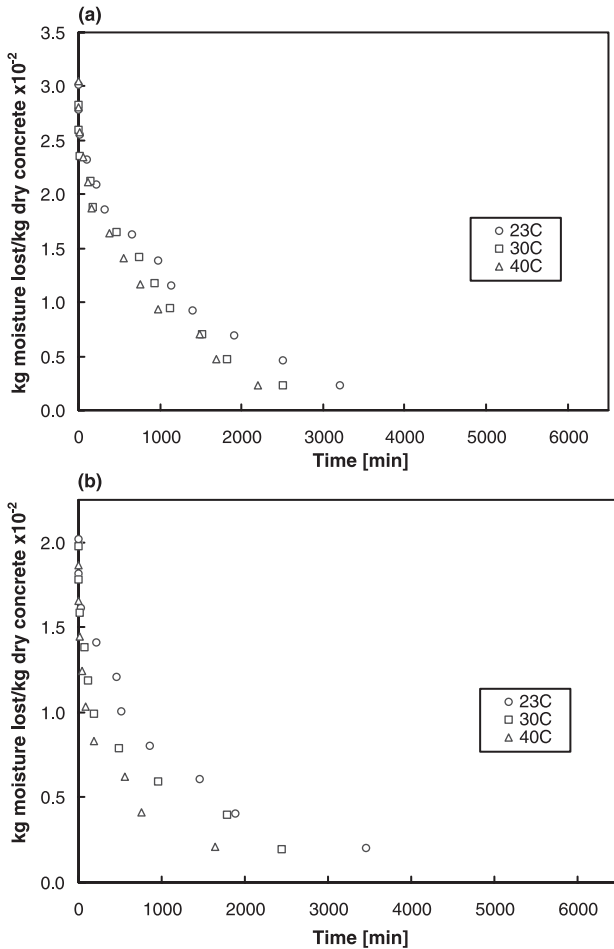 (a)
kg moisture lost/kg dry concrete x10-2
3.5
3.0
2.5
2.0
1.5
1.0
0.5
0.0
23C
30C
40C
0 1000 2000 3000 4000 5000 6000
Time [min]
(b)
kg moisture lost/kg dry concrete x10-2
2.0
1.5
1.0
0.5
0.0
23C
30C
40C
0 1000 2000 3000 4000 5000 6000
Time [min]